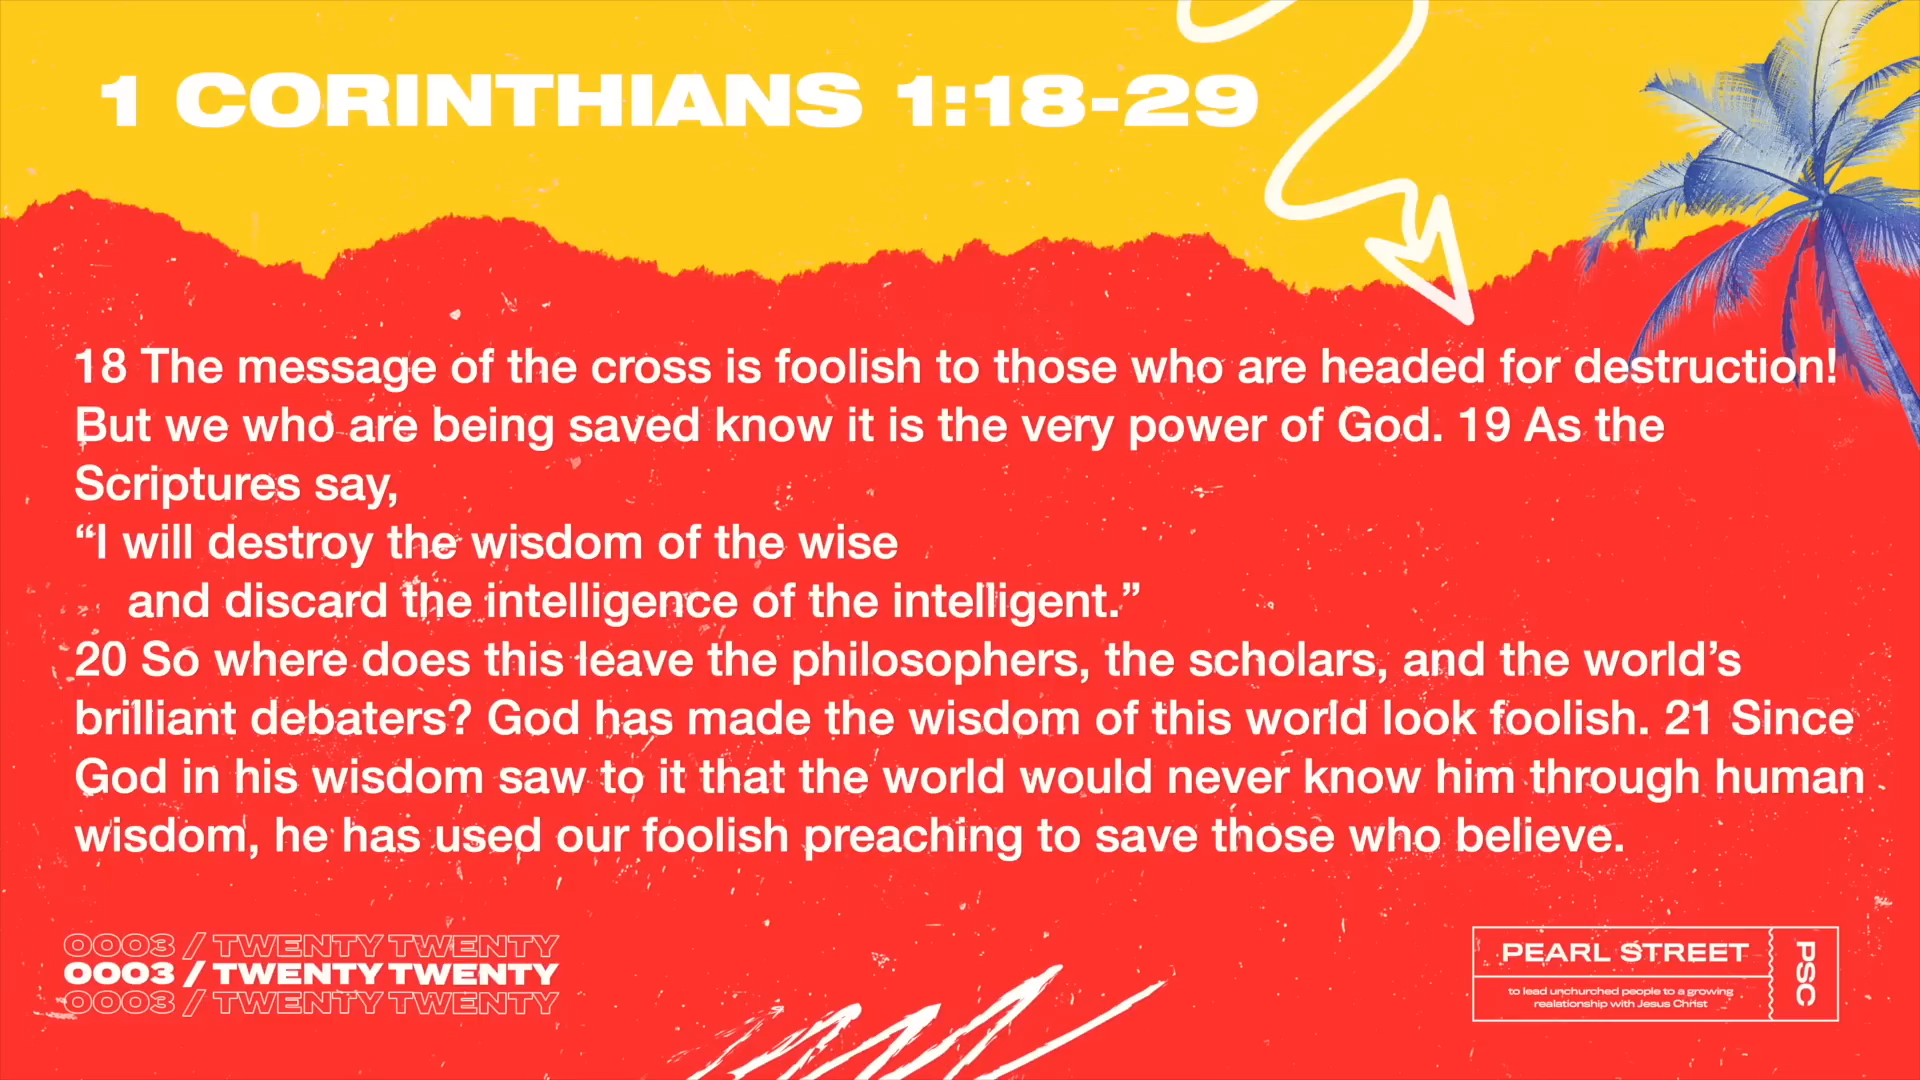 1 CORINTHIANS 1:18-29
18 The message of the cross is foolish to those who are headed for destruction!
But we who are being saved know it is the very power of God. 19 As the
Scriptures say,
“I will destroy the wisdom of the wise
and discard the intelligence of the intelligent.”
20 So where does this leave the philosophers, the scholars, and the world’s
brilliant debaters? God has made the wisdom of this world look foolish. 21 Since
God in his wisdom saw to it that the world would never know him through human
wisdom, he has used our foolish preaching to save those who believe.
0003 / TWENTY TWENTY
0003 / TWENTY TWENTY
0003 / TWENTY TWENTY
PEARL STREET
to lead unchurched people to a growing
realationship with Jesus Christ
PSC